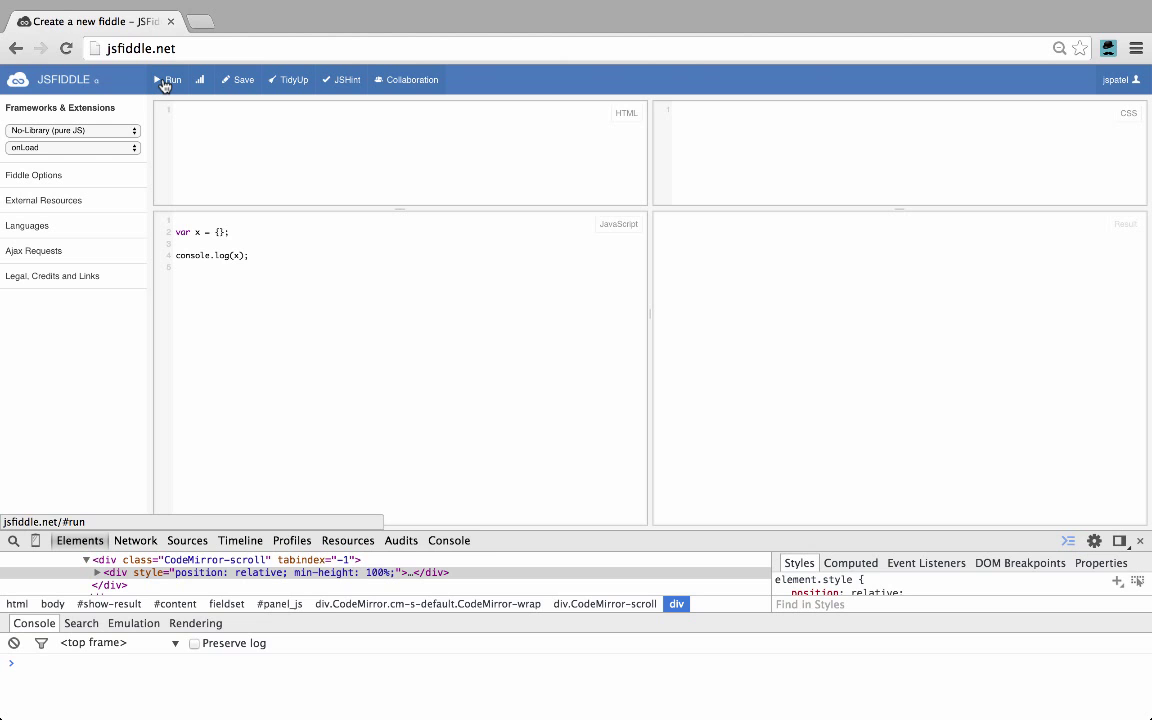 Create a new fiddle – JSFid
jsfiddle.net
JSFIDDLE α
Run
Save
TidyUp
JSHint
Collaboration
jspatel
Frameworks & Extensions
No-Library (pure JS)
onLoad
Fiddle Options
External Resources
Languages
Ajax Requests
Legal, Credits and Links
1
HTML
1
CSS
1
2 var x = {};
3
4 console.log(x);
5
JavaScript
Result
jsfiddle.net/#run
Elements Network Sources Timeline Profiles Resources Audits Console
<div class="CodeMirror-scroll" tabindex="-1">
<div style="position: relative; min-height: 100%;">…</div>
</div>
html body #show-result #content fieldset #panel_js div.CodeMirror.cm-s-default.CodeMirror-wrap div.CodeMirror-scroll div
Styles Computed Event Listeners DOM Breakpoints Properties
element.style {
position: relative;
Find in Styles
Console Search Emulation Rendering
<top frame>
Preserve log